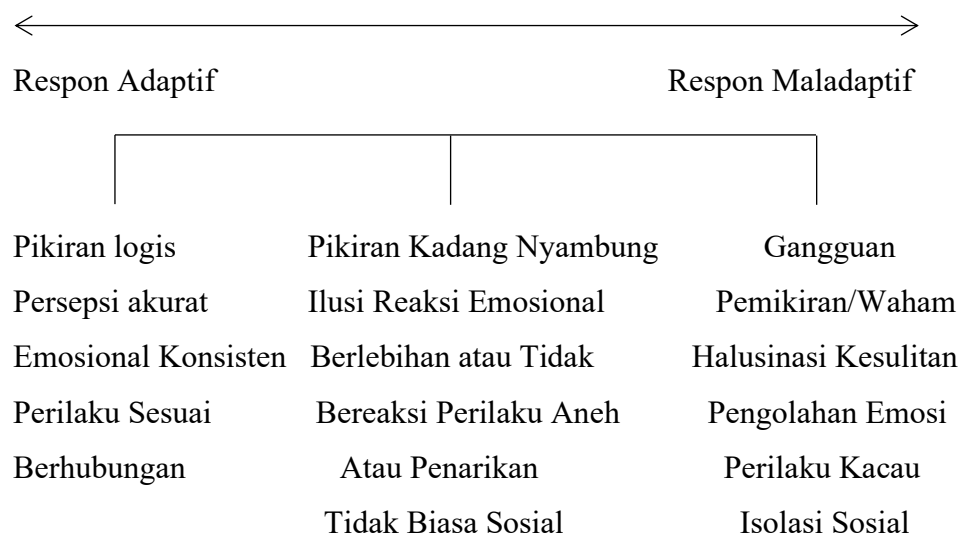 Respon Adaptif
Respon Maladaptif
Pikiran logis
Persepsi akurat
Emosional Konsisten
Perilaku Sesuai
Berhubungan
Pikiran Kadang Nyambung
Ilusi Reaksi Emosional
Berlebihan atau Tidak
Bereaksi Perilaku Aneh
Atau Penarikan
Tidak Biasa Sosial
Gangguan
Pemikiran/Waham
Halusinasi Kesulitan
Pengolahan Emosi
Perilaku Kacau
Isolasi Sosial